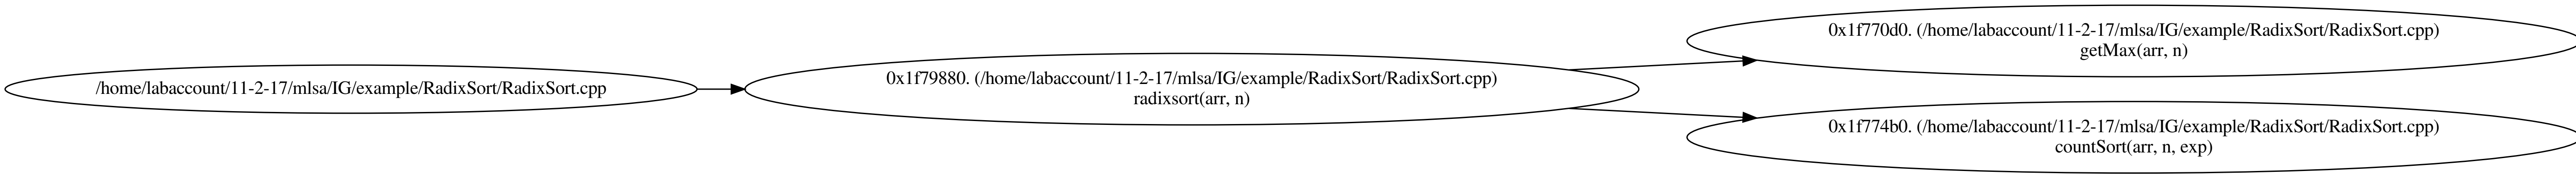 /home/labaccount/11-2-17/mlsa/IG/example/RadixSort/RadixSort.cpp
0x1f79880. (/home/labaccount/11-2-17/mlsa/IG/example/RadixSort/RadixSort.cpp)
radixsort(arr, n)
0x1f770d0. (/home/labaccount/11-2-17/mlsa/IG/example/RadixSort/RadixSort.cpp)
getMax(arr, n)
0x1f774b0. (/home/labaccount/11-2-17/mlsa/IG/example/RadixSort/RadixSort.cpp)
countSort(arr, n, exp)